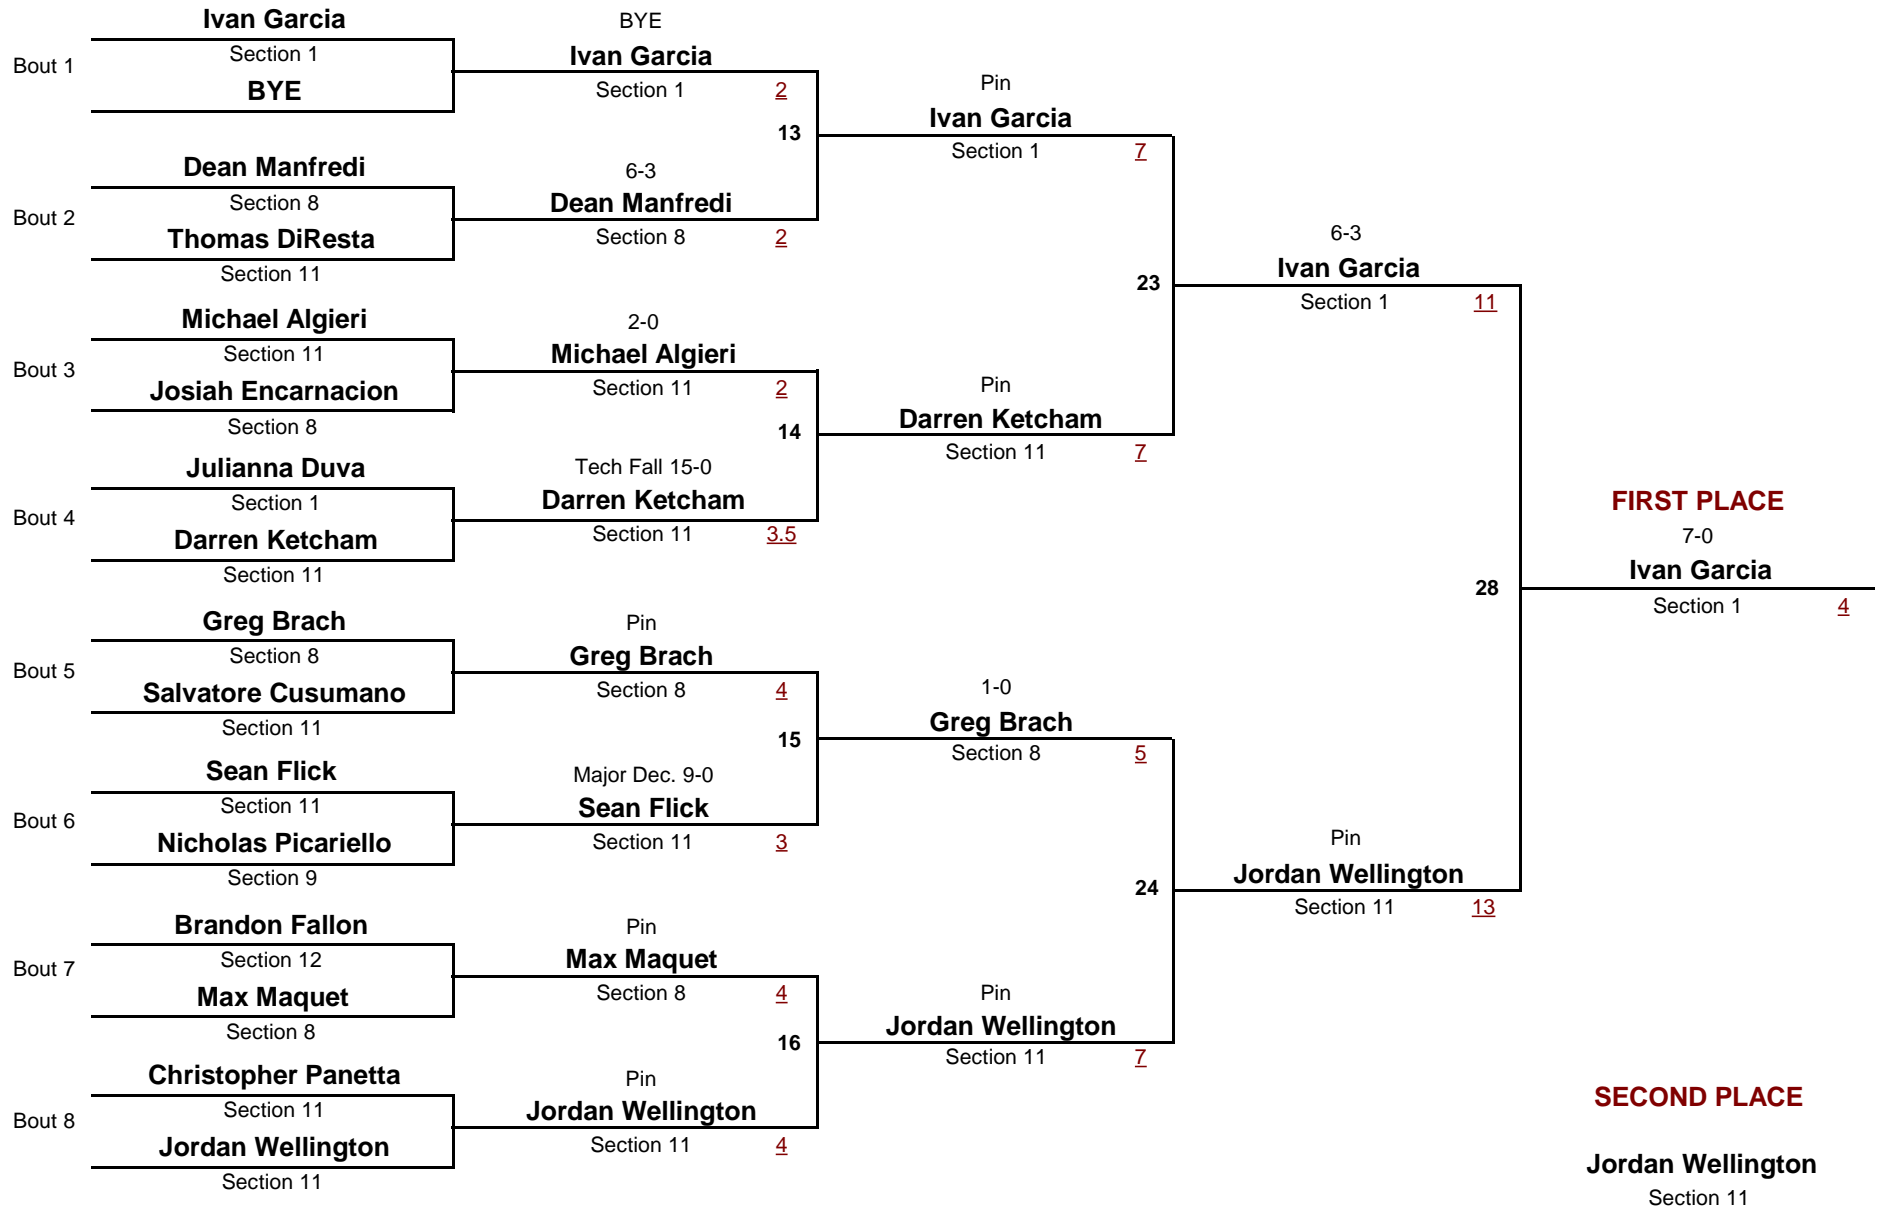 Ivan Garcia
Bout 1
Section 1
BYE
Dean Manfredi
Bout 2
Section 8
Thomas DiResta
Section 11
Michael Algieri
Bout 3
Section 11
Josiah Encarnacion
Section 8
Julianna Duva
Bout 4
Section 1
Darren Ketcham
Section 11
Greg Brach
Bout 5
Section 8
Salvatore Cusumano
Section 11
Sean Flick
Bout 6
Section 11
Nicholas Picariello
Section 9
Brandon Fallon
Bout 7
Section 12
Max Maquet
Section 8
Christopher Panetta
Bout 8
Section 11
Jordan Wellington
Section 11
BYE
Ivan Garcia
Section 1 2
13
6-3
Dean Manfredi
Section 8 2
2-0
Michael Algieri
Section 11 2
14
Tech Fall 15-0
Darren Ketcham
Section 11 3.5
Pin
Greg Brach
Section 8 4
15
Major Dec. 9-0
Sean Flick
Section 11 3
Pin
Max Maquet
Section 8 4
16
Pin
Jordan Wellington
Section 11 4
Pin
Ivan Garcia
Section 1 7
23
Pin
Darren Ketcham
Section 11 7
1-0
Greg Brach
Section 8 5
24
Pin
Jordan Wellington
Section 11 7
6-3
Ivan Garcia
Section 1 11
28
Pin
Jordan Wellington
Section 11 13
FIRST PLACE
7-0
Ivan Garcia
Section 1 4
SECOND PLACE
Jordan Wellington
Section 11